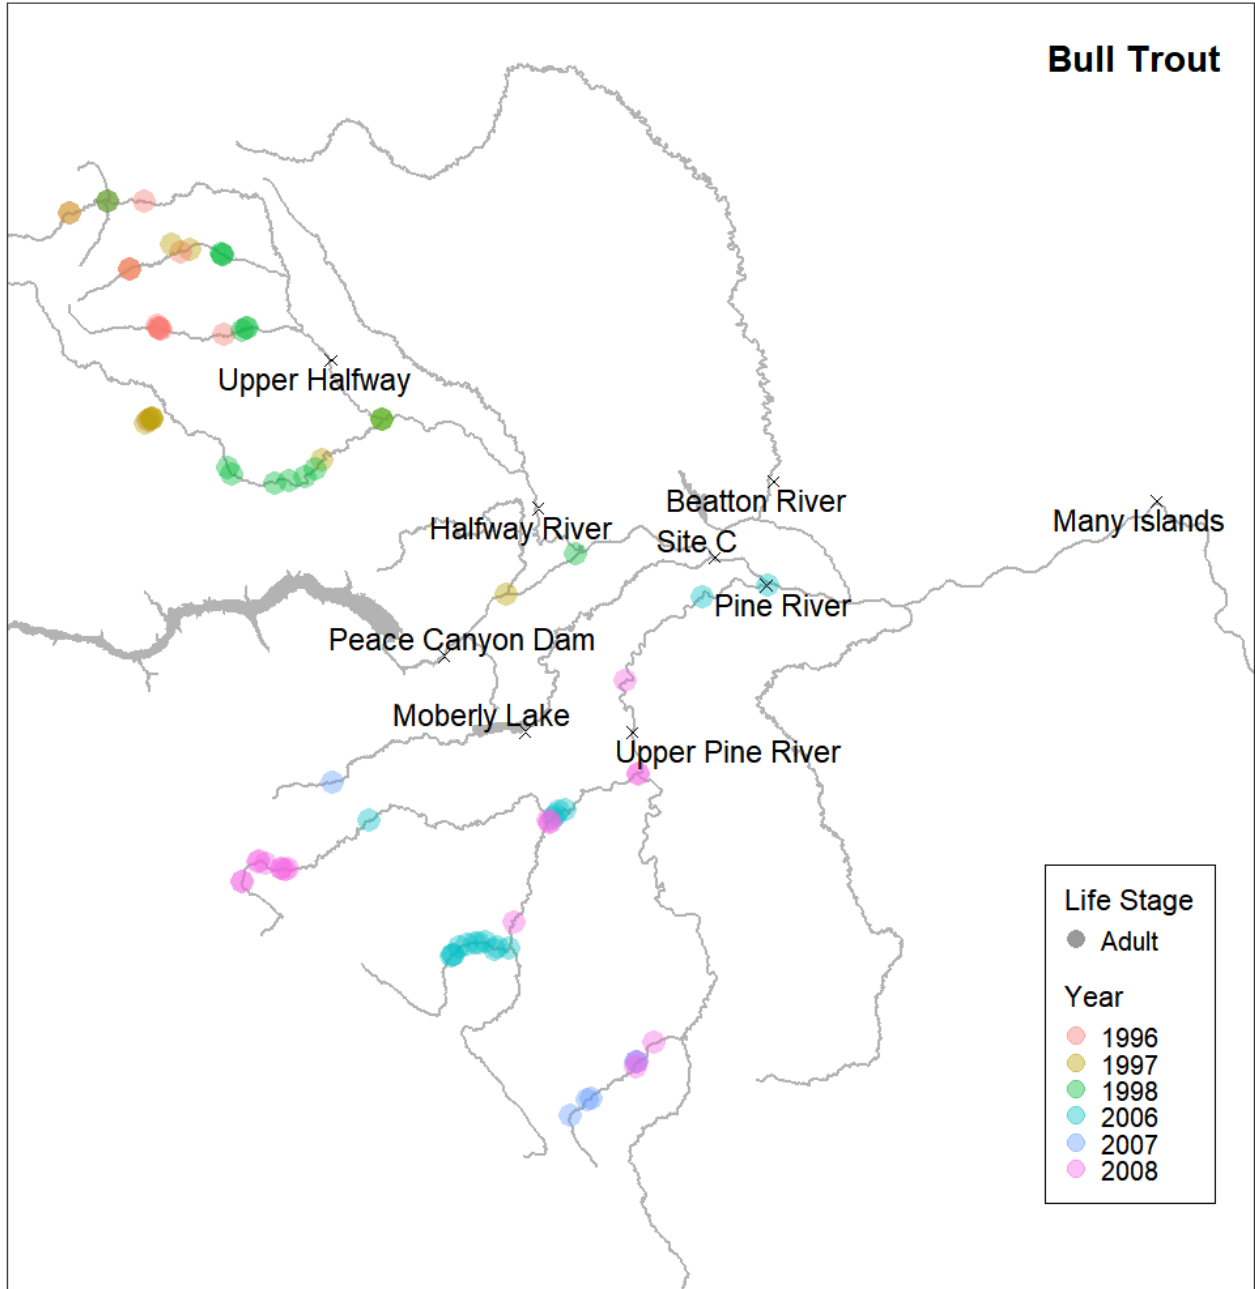 Bull Trout
Upper Halfway
Beatton River
Many Islands
Halfway River
Site C
Pine River
Peace Canyon Dam
Moberly Lake
Upper Pine River
Life Stage
Adult
Year
1996
1997
1998
2006
2007
2008